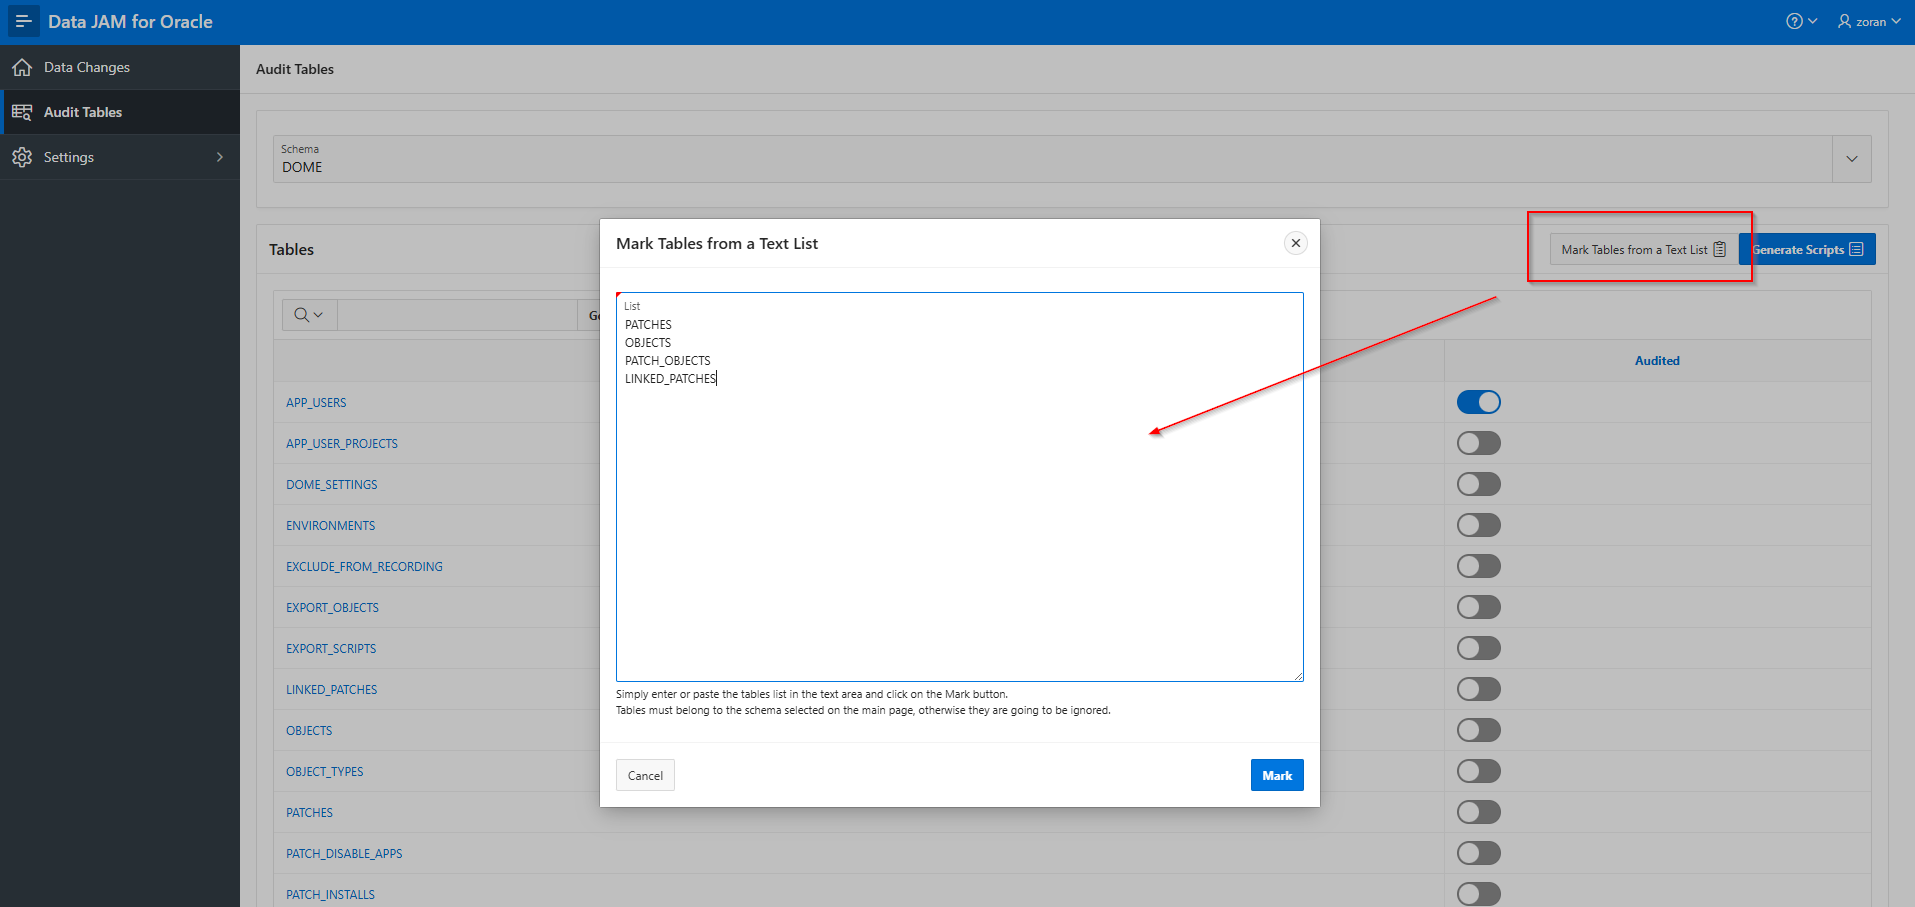 Data JAM for Oracle
zoran
Data Changes
Audit Tables
Settings
Audit Tables
Schema
DOME
Tables
Mark Tables from a Text List
Generate Scripts
Audited
APP_USERS
APP_USER_PROJECTS
DOME_SETTINGS
ENVIRONMENTS
EXCLUDE_FROM_RECORDING
EXPORT_OBJECTS
EXPORT_SCRIPTS
LINKED_PATCHES
OBJECTS
OBJECT_TYPES
PATCHES
PATCH_DISABLE_APPS
PATCH_INSTALLS
Mark Tables from a Text List
List
PATCHES
OBJECTS
PATCH_OBJECTS
LINKED_PATCHES
Simply enter or paste the tables list in the text area and click on the Mark button.
Tables must belong to the schema selected on the main page, otherwise they are going to be ignored.
Cancel
Mark